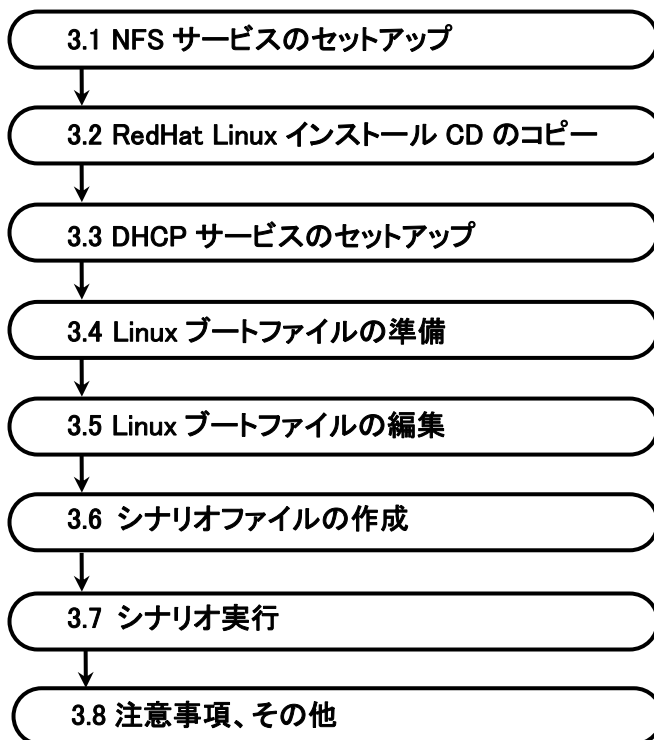 3.1 NFS サービスのセットアップ
3.2 RedHat Linux インストール CD のコピー
3.3 DHCP サービスのセットアップ
3.4 Linux ブートファイルの準備
3.5 Linux ブートファイルの編集
3.6 シナリオファイルの作成
3.7 シナリオ実行
3.8 注意事項、その他